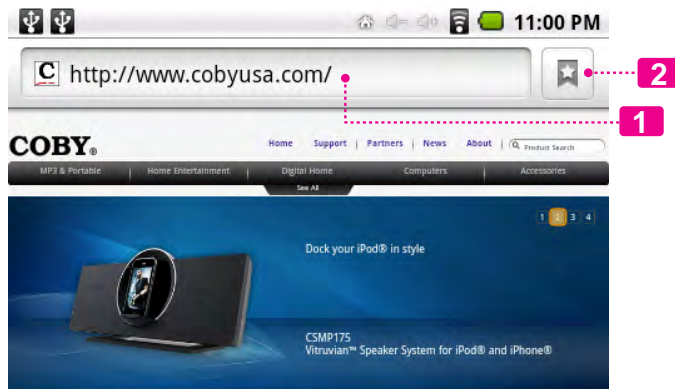 11:00 PM
C http://www.cobyusa.com/
2
1
COBY®
Home Support | Partners | News About | Product Search
MP3 & Portable | Home Entertainment | Digital Home Computers | Accessories
See All
1 2 3 4
Dock your iPod® in style
CSMP175
Vitruvian™ Speaker System for iPod® and iPhone®